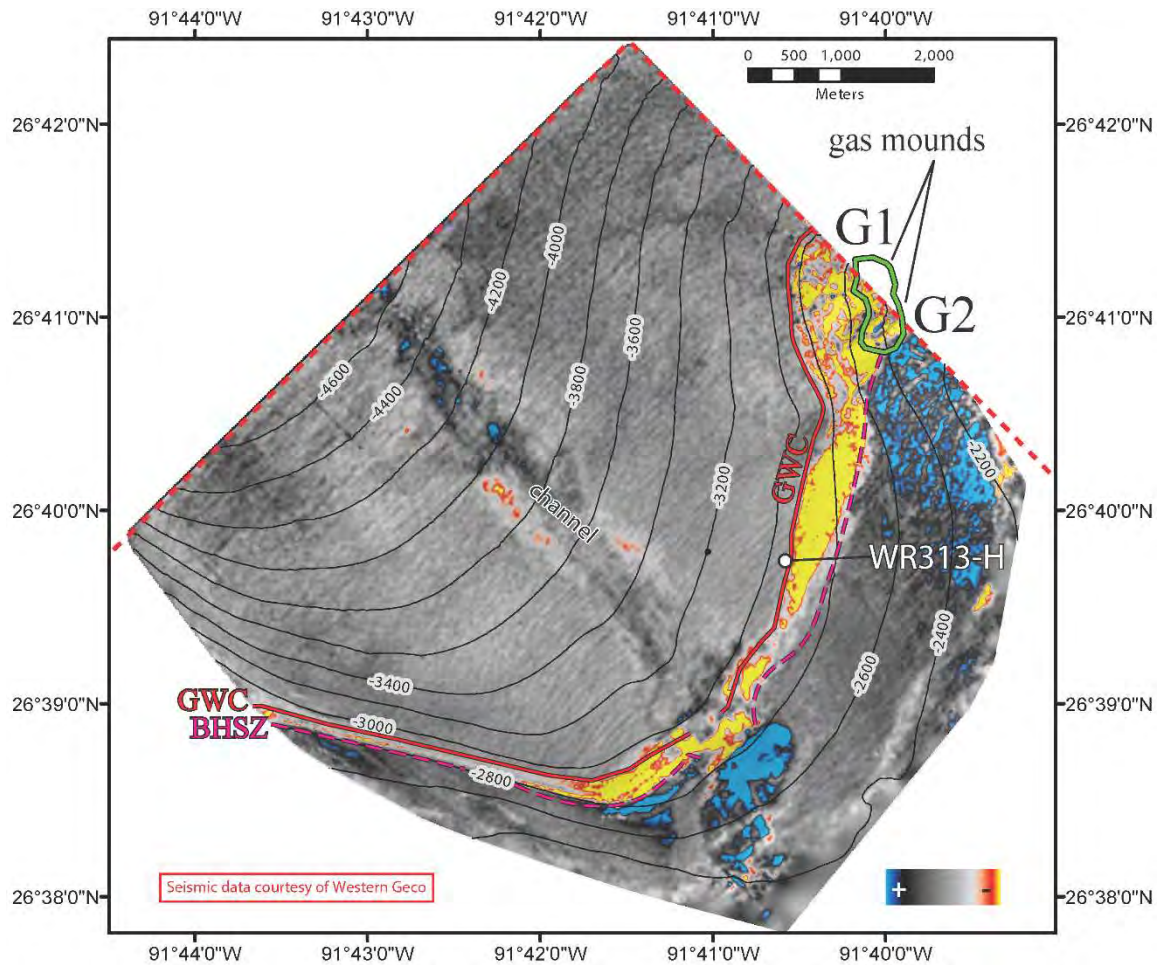 91°44'0"W 91°43'0"W 91°42'0"W 91°41'0"W 91°40'0"W
0 500 1,000 2,000
Meters
26°42'0"N 26°42'0"N
gas mounds
G1
-4000
-4200
-3600
G2
26°41'0"N 26°41'0"N
-4600
-4400
-3800
-2200
-3200
GWC
channel
26°40'0"N 26°40'0"N
WR313-H
-2400
-2600
-3400
GWC
26°39'0"N 26°39'0"N
BHSZ
-3000
-2800
Seismic data courtesy of Western Geco
+ -
26°38'0"N 26°38'0"N
91°44'0"W 91°43'0"W 91°42'0"W 91°41'0"W 91°40'0"W